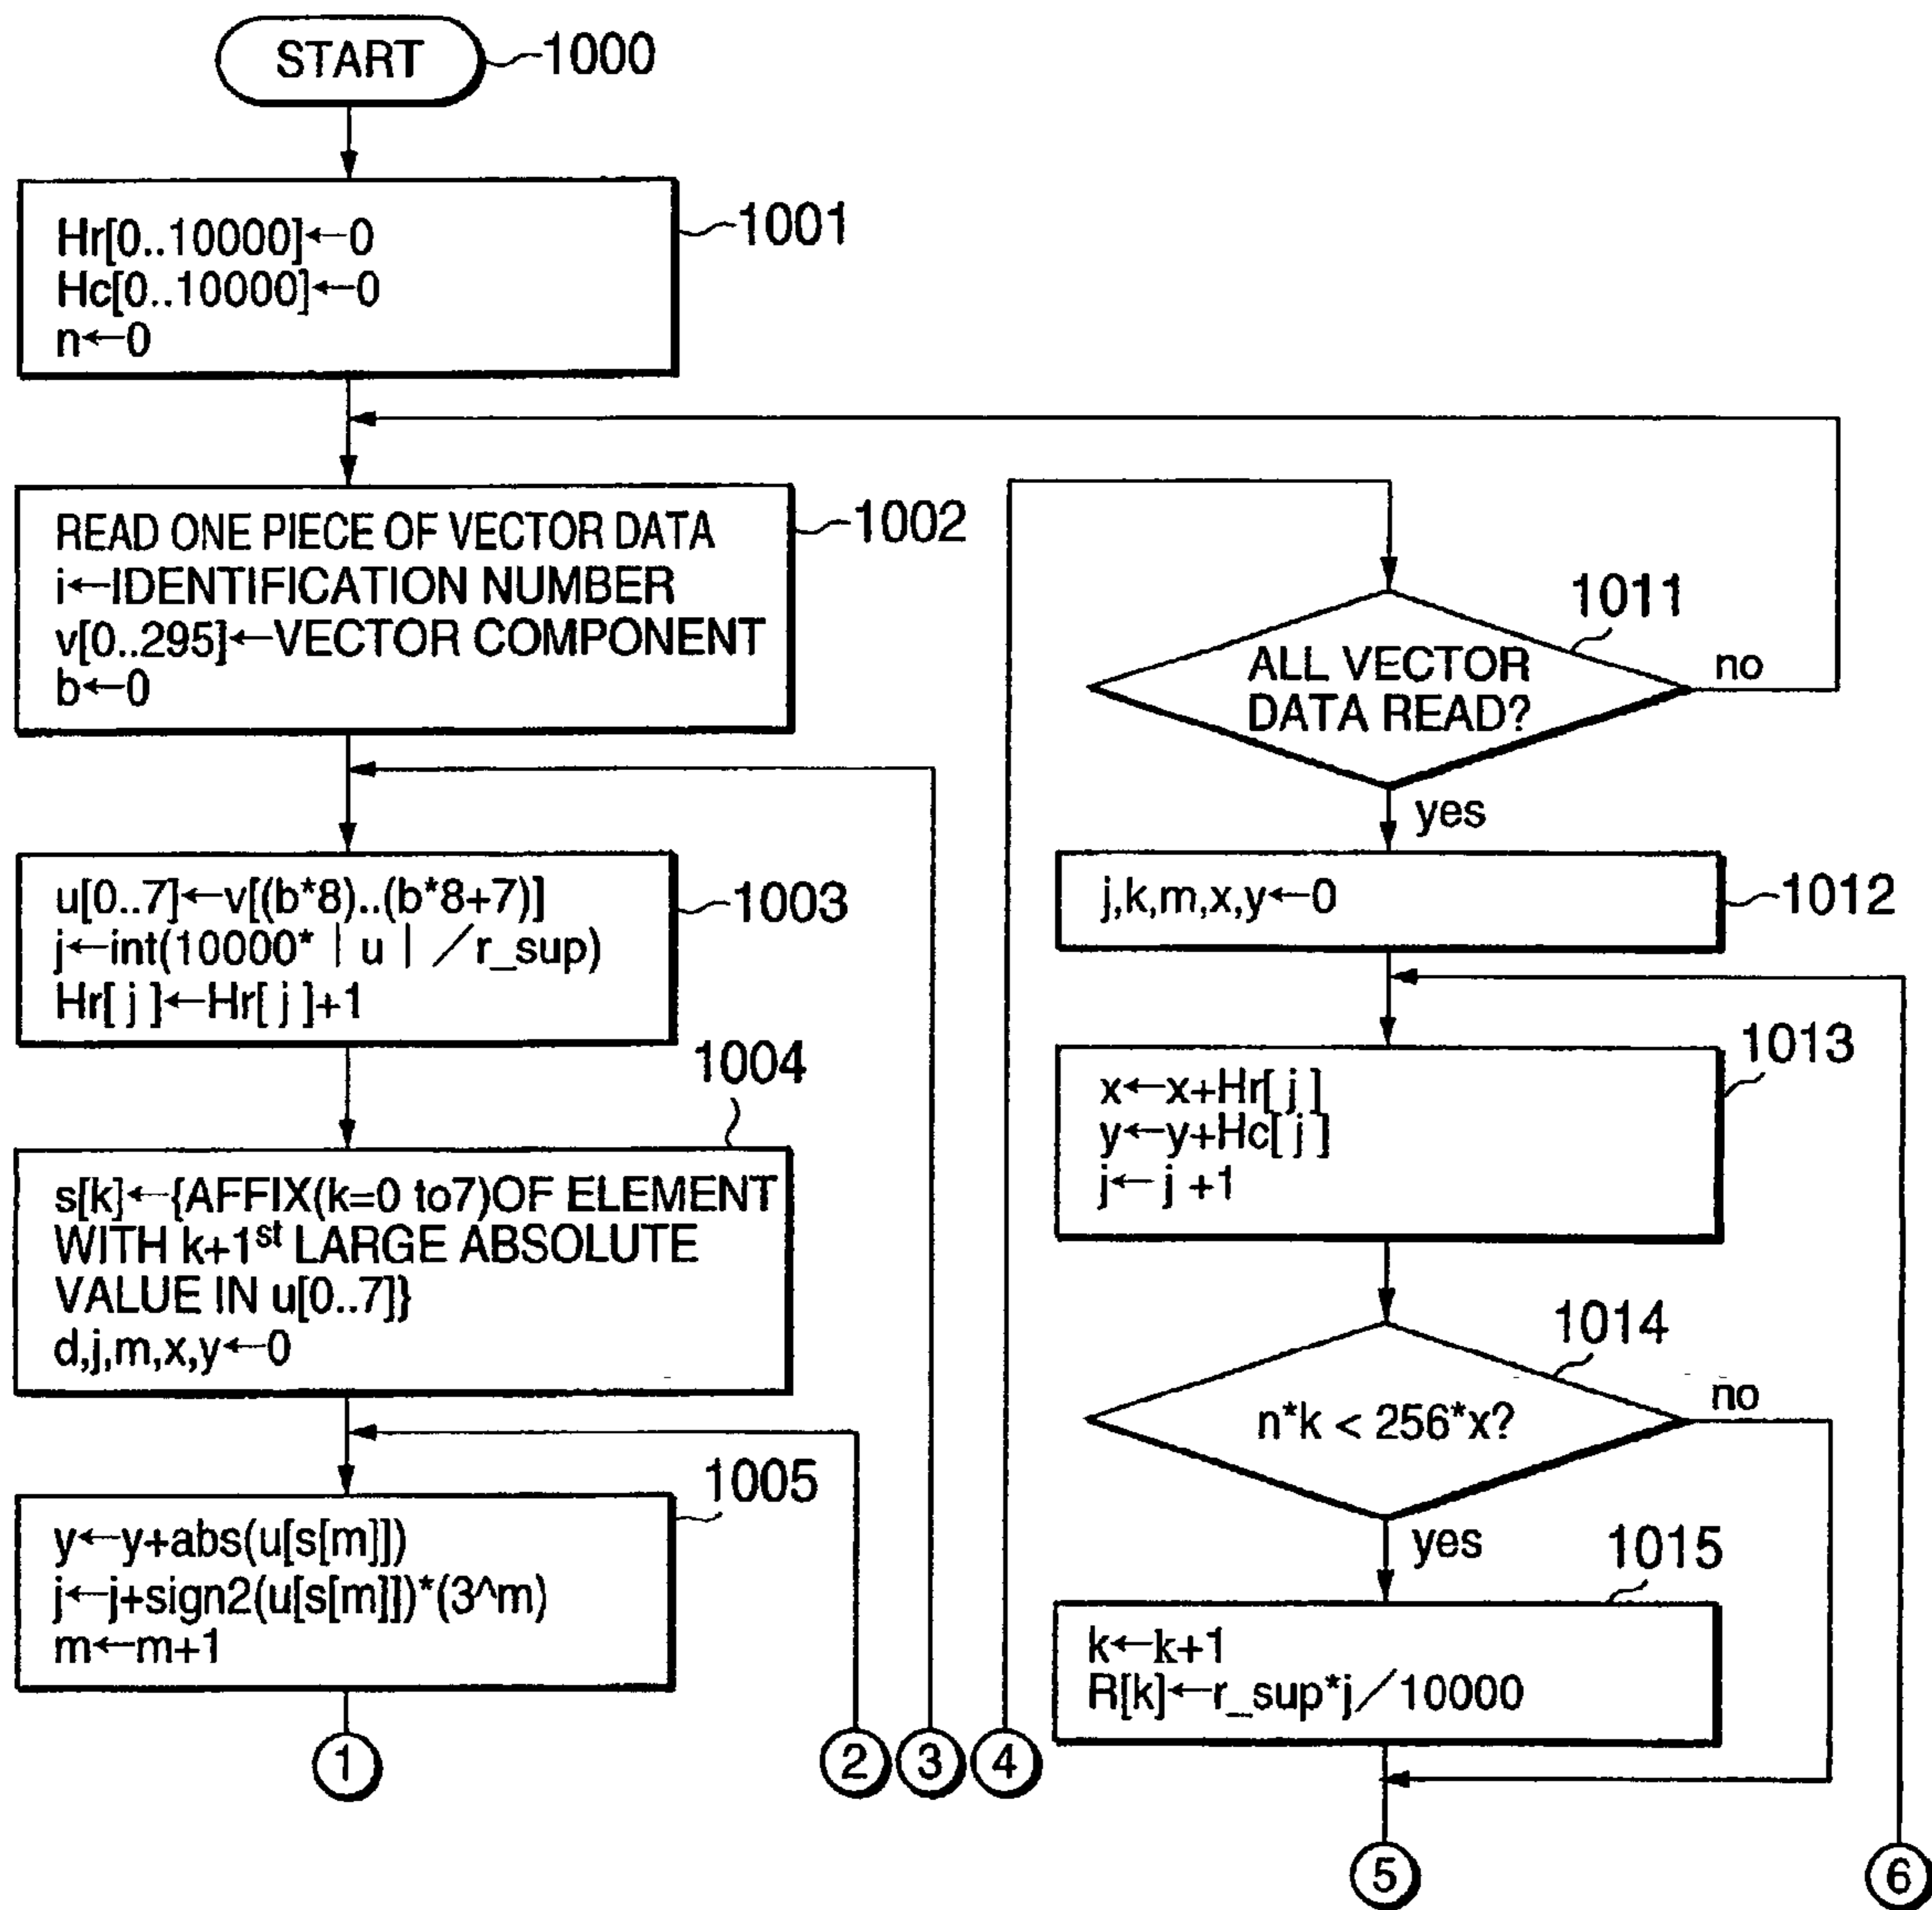 START
1000
Hr[0..10000]←0
Hc[0..10000]←0
n←0
1001
READ ONE PIECE OF VECTOR DATA
i←IDENTIFICATION NUMBER
v[0..295]←VECTOR COMPONENT
b←0
1002
u[0..7]←v[(b*8)..(b*8+7)]
j←int(10000*|u|/r_sup)
Hr[j]←Hr[j]+1
1003
1004
s[k]←{AFFIX(k=0 to7)OF ELEMENT
WITH k+1st LARGE ABSOLUTE
VALUE IN u[0..7]}
d,j,m,x,y←0
1005
y←y+abs(u[s[m]])
j←j+sign2(u[s[m]])*(3^m)
m←m+1
1
2
3
4
1011
ALL VECTOR
DATA READ?
no
yes
j,k,m,x,y←0
1012
1013
x←x+Hr[j]
y←y+Hc[j]
j←j+1
1014
n*k < 256*x?
no
yes
1015
k←k+1
R[k]←r_sup*j/10000
5
6